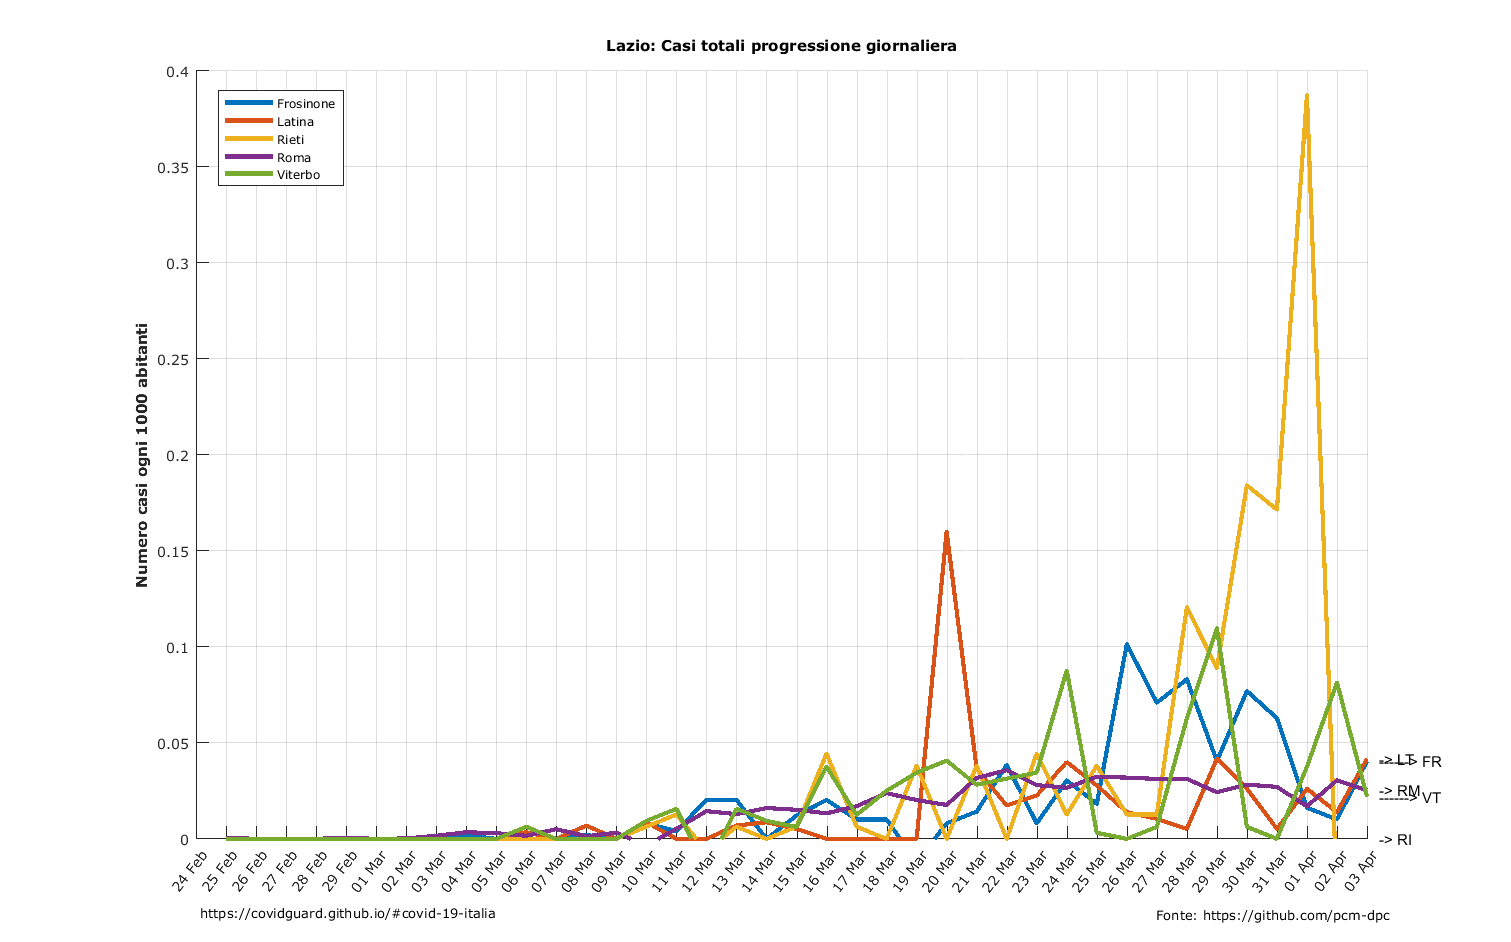 Lazio: Casi totali progressione giornaliera
Numero casi ogni 1000 abitanti
0.4
0.35
0.3
0.25
0.2
0.15
0.1
0.05
0
Frosinone
Latina
Rieti
Roma
Viterbo
-> LT
------> FR
-> RM
------> VT
-> RI
24 Feb
25 Feb
26 Feb
27 Feb
28 Feb
29 Feb
01 Mar
02 Mar
03 Mar
04 Mar
05 Mar
06 Mar
07 Mar
08 Mar
09 Mar
10 Mar
11 Mar
12 Mar
13 Mar
14 Mar
15 Mar
16 Mar
17 Mar
18 Mar
19 Mar
20 Mar
21 Mar
22 Mar
23 Mar
24 Mar
25 Mar
26 Mar
27 Mar
28 Mar
29 Mar
30 Mar
31 Mar
01 Apr
02 Apr
03 Apr
https://covidguard.github.io/#covid-19-italia
Fonte: https://github.com/pcm-dpc